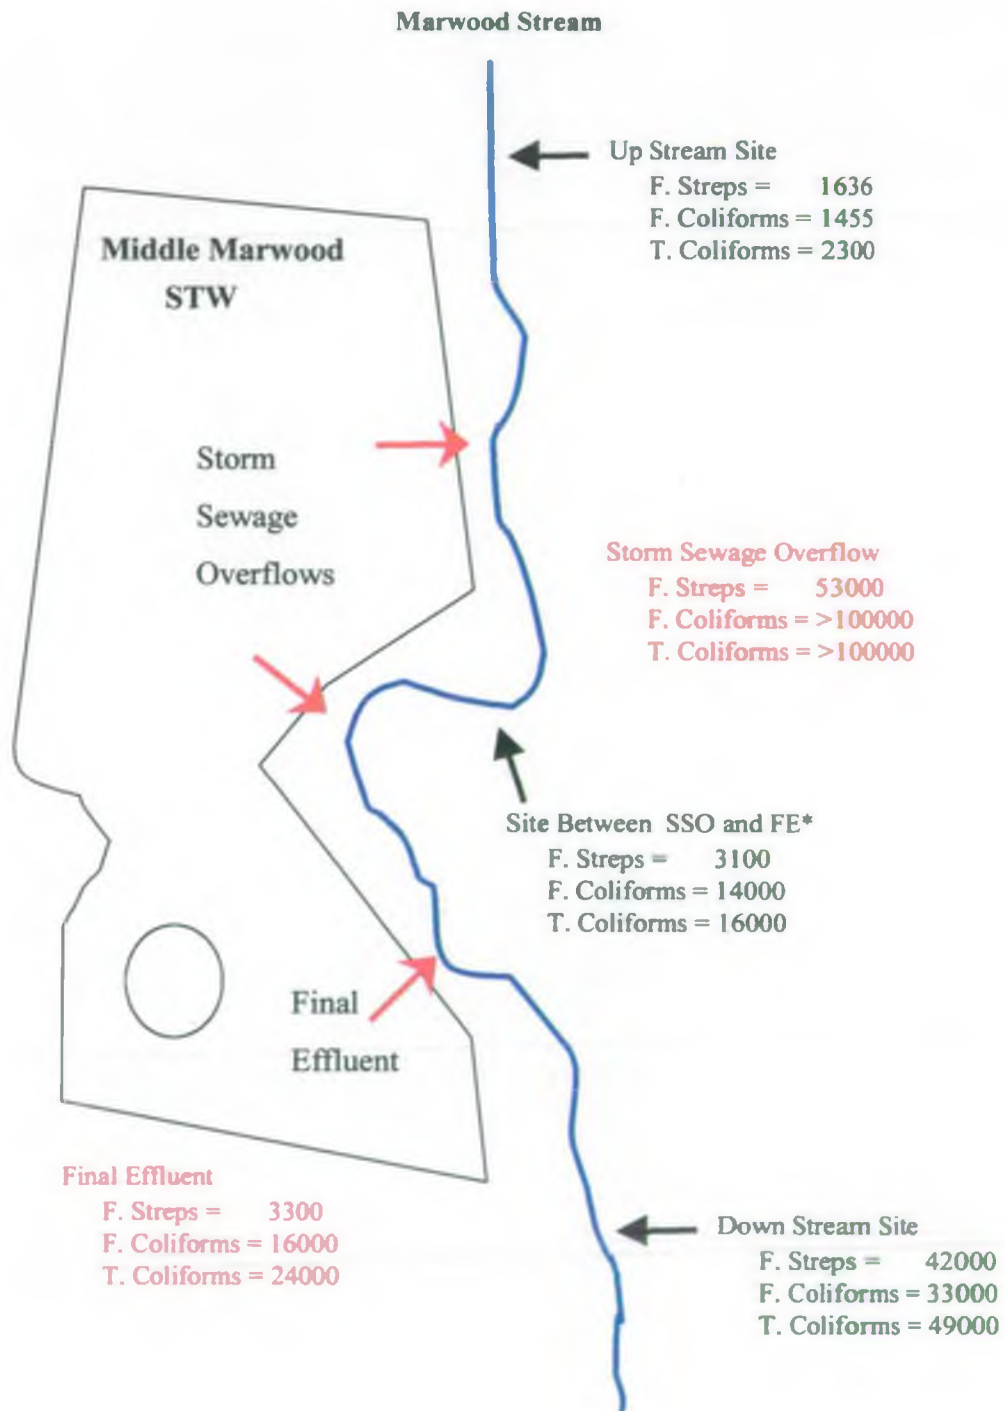 Marwood Stream
Up Stream Site
F. Streps = 1636
F. Coliforms = 1455
T. Coliforms = 2300
Middle Marwood
STW
Storm
Sewage
Overflows
Storm Sewage Overflow
F. Streps = 53000
F. Coliforms = >100000
T. Coliforms = >100000
Site Between SSO and FE*
F. Streps = 3100
F. Coliforms = 14000
T. Coliforms = 16000
Final
Effluent
Final Effluent
F. Streps = 3300
F. Coliforms = 16000
T. Coliforms = 24000
Down Stream Site
F. Streps = 42000
F. Coliforms = 33000
T. Coliforms = 49000